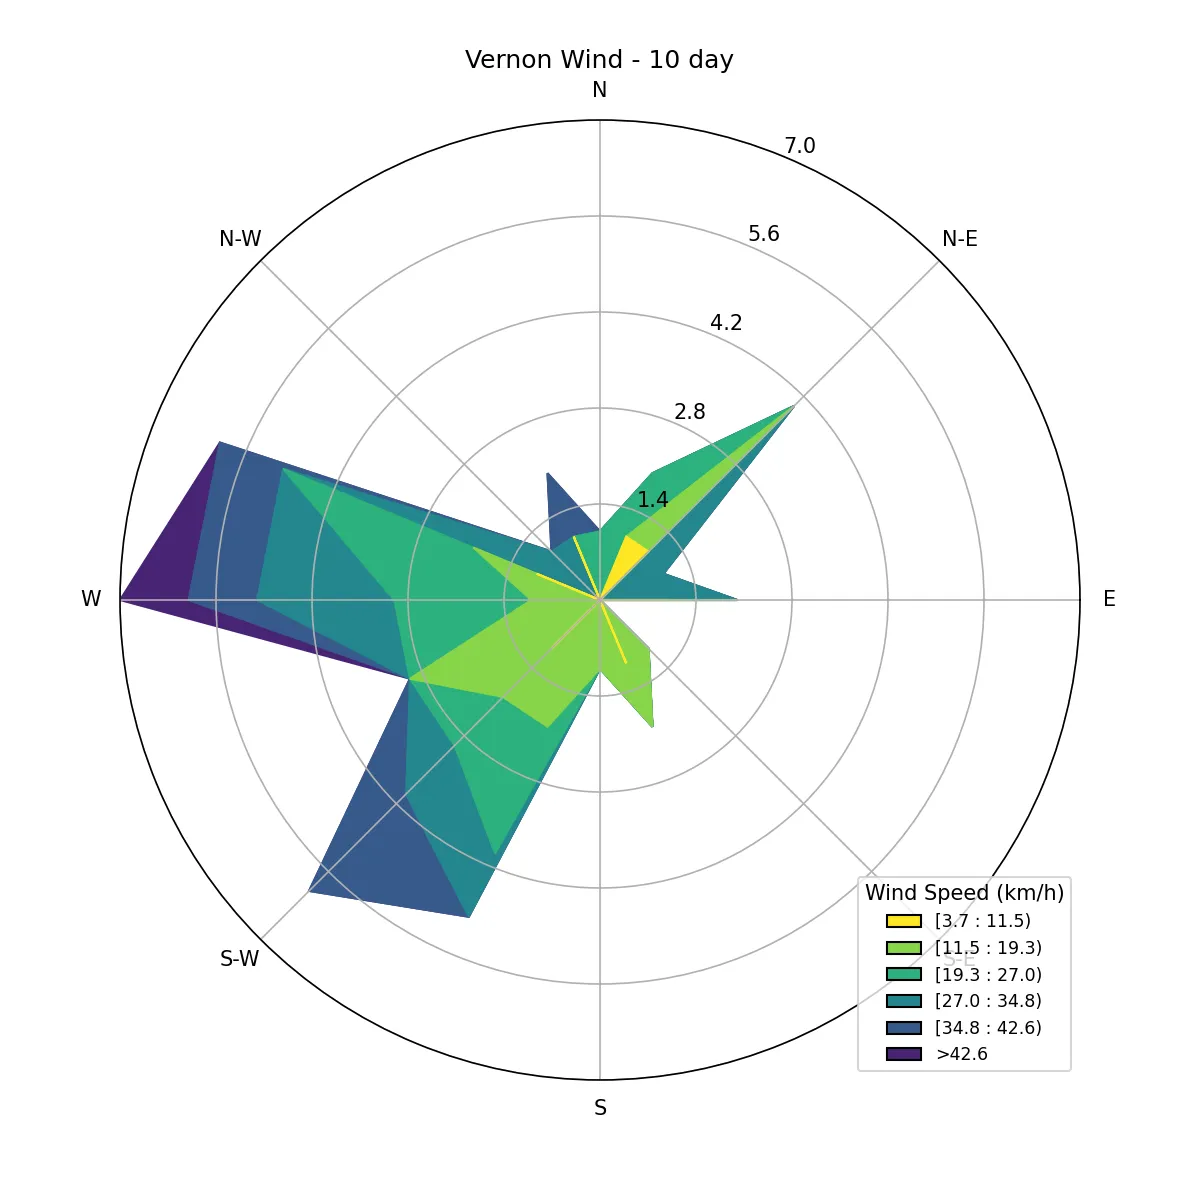 Vernon Wind - 10 day
N
7.0
5.6
N-W
N-E
4.2
2.8
1.4
W
E
Wind Speed (km/h)
[3.7 : 11.5)
[11.5 : 19.3)
S-W
S-E
[19.3 : 27.0)
[27.0 : 34.8)
[34.8 : 42.6)
>42.6
S